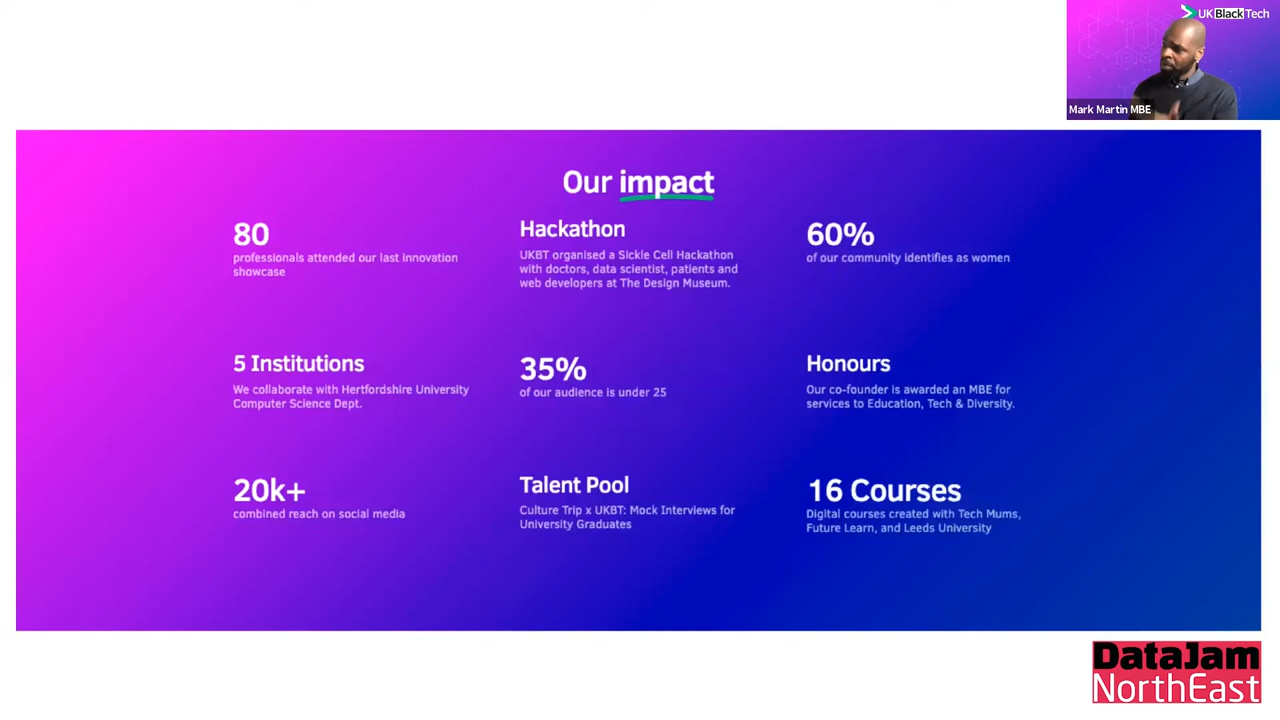 UKBlackTech
Mark Martin MBE
Our impact
80
professionals attended our last innovation
showcase
Hackathon
UKBT organised a Sickle Cell Hackathon
with doctors, data scientist, patients and
web developers at The Design Museum.
60%
of our community identifies as women
5 Institutions
We collaborate with Hertfordshire University
Computer Science Dept.
35%
of our audience is under 25
Honours
Our co-founder is awarded an MBE for
services to Education, Tech & Diversity.
20k+
combined reach on social media
Talent Pool
Culture Trip x UKBT: Mock Interviews for
University Graduates
16 Courses
Digital courses created with Tech Mums,
Future Learn, and Leeds University
DataJam
NorthEast